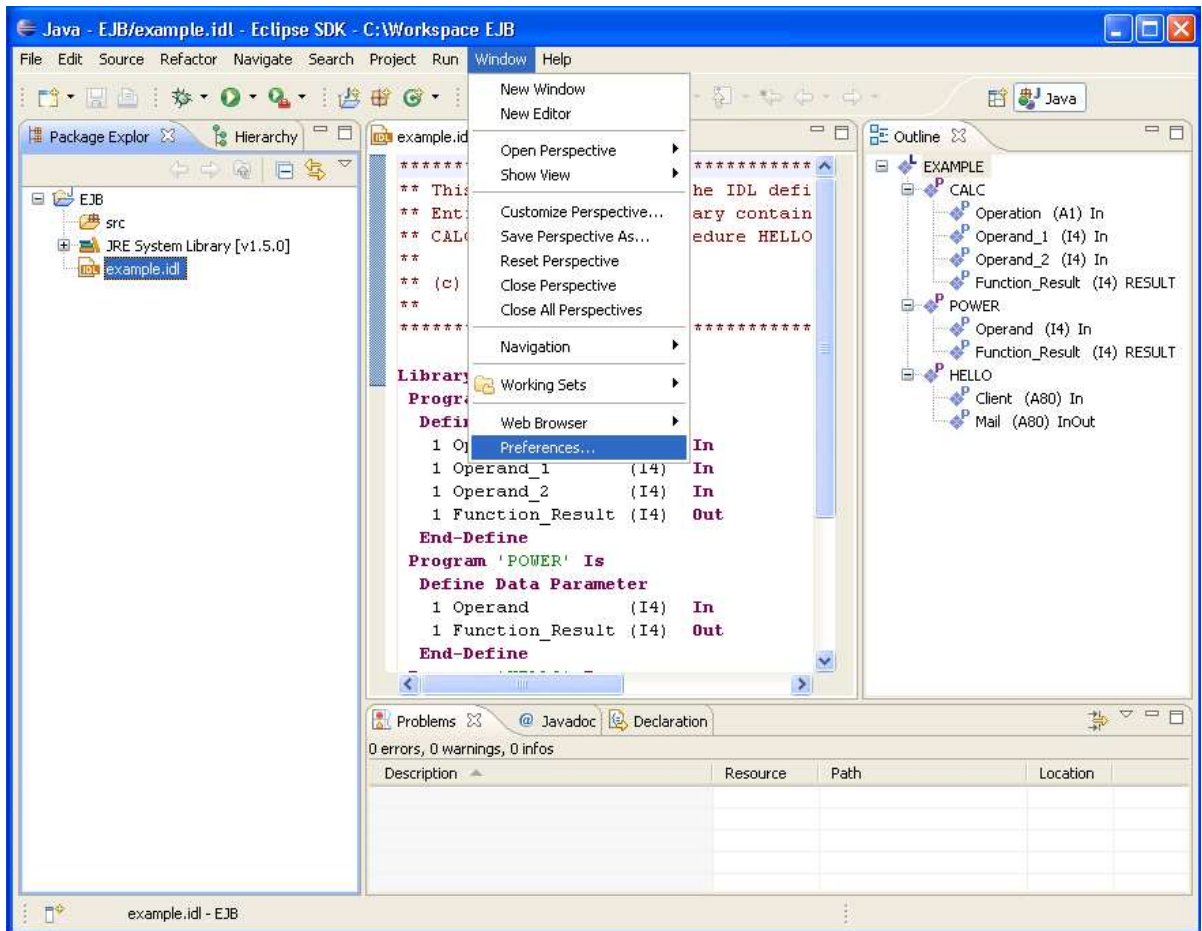 Java - EJB/example.idl - Eclipse SDK - C:\Workspace EJB
File Edit Source Refactor Navigate Search Project Run Window Help
Java
Package Explor
Hierarchy
EJB
src
JRE System Library [v1.5.0]
example.idl
New Window
New Editor
Open Perspective
Show View
Customize Perspective...
Save Perspective As...
Reset Perspective
Close Perspective
Close All Perspectives
Navigation
Working Sets
Web Browser
Preferences...
example.id
****** ***********
** This he IDL defi
** Ent ary contain
** CAL edure HELLO
**
** (c)
**
****** ***********
Library
Progra
Defin
1 Op In
1 Operand_1 (I4) In
1 Operand_2 (I4) In
1 Function_Result (I4) Out
End-Define
Program 'POWER' Is
Define Data Parameter
1 Operand (I4) In
1 Function_Result (I4) Out
End-Define
Outline
EXAMPLE
CALC
Operation (A1) In
Operand_1 (I4) In
Operand_2 (I4) In
Function_Result (I4) RESULT
POWER
Operand (I4) In
Function_Result (I4) RESULT
HELLO
Client (A80) In
Mail (A80) InOut
Problems
@ Javadoc
Declaration
0 errors, 0 warnings, 0 infos
Description Resource Path Location
example.idl - EJB